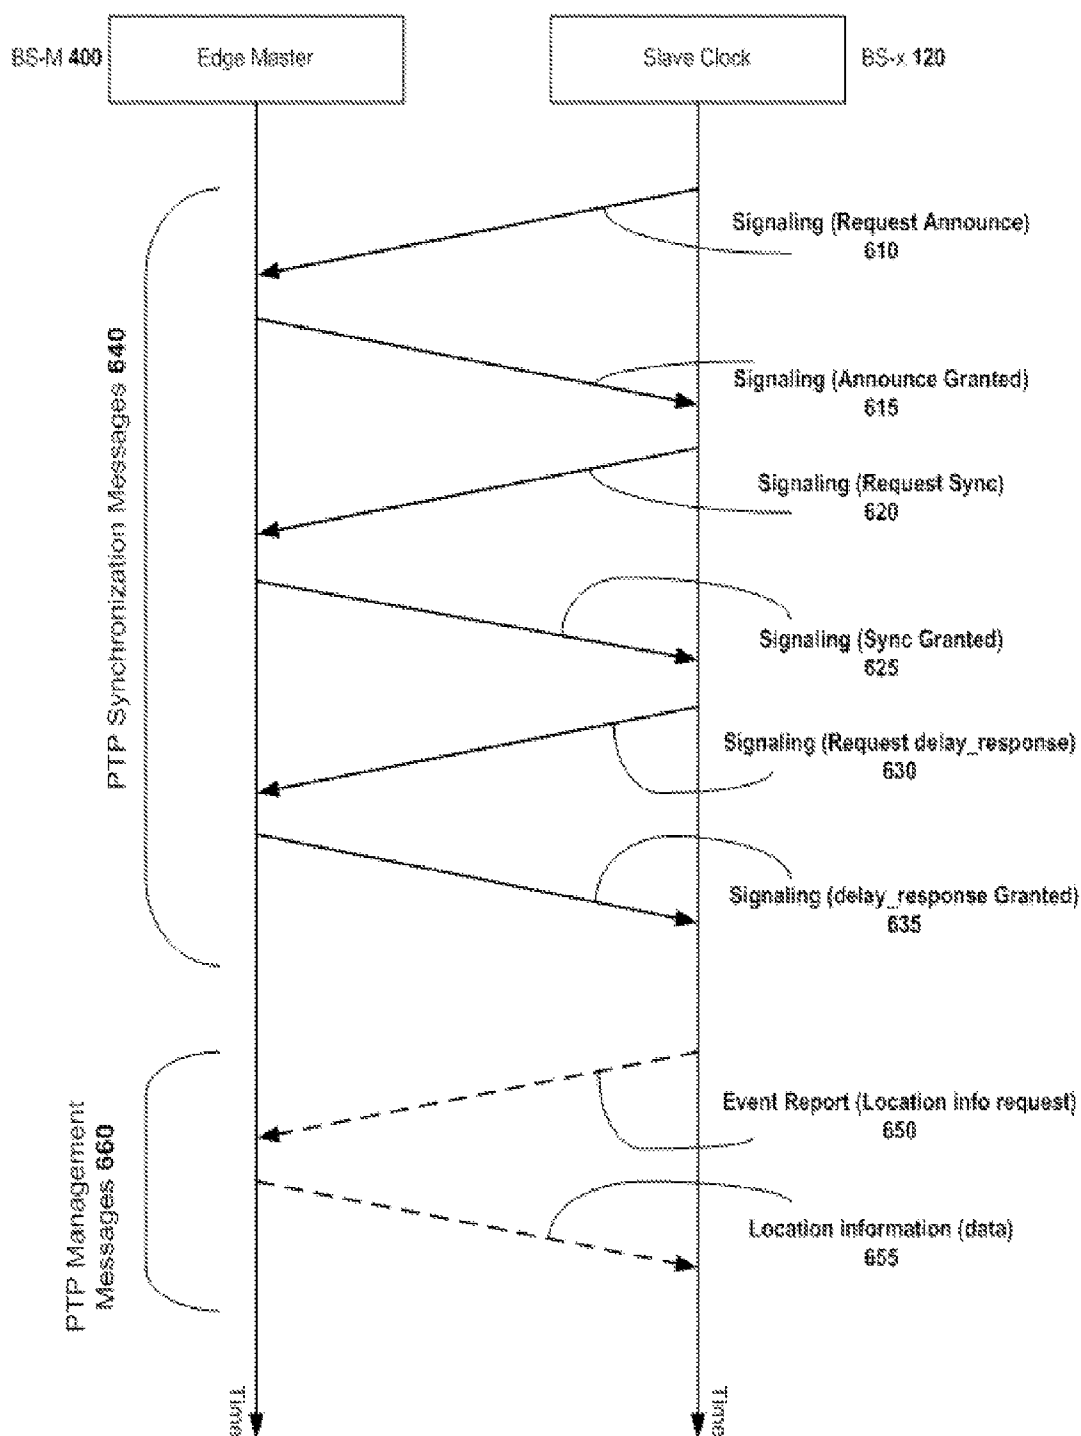 BS-M 400
Edge Master
Slave Clock
BS-x 120
Signaling (Request Announce)
610
Signaling (Announce Granted)
615
Signaling (Request Sync)
620
Signaling (Sync Granted)
625
Signaling (Request delay_response)
630
Signaling (delay_response Granted)
635
PTP Synchronization Messages 640
Event Report (Location info request)
650
Location information (data)
655
PTP Management
Messages 660
Time
Time